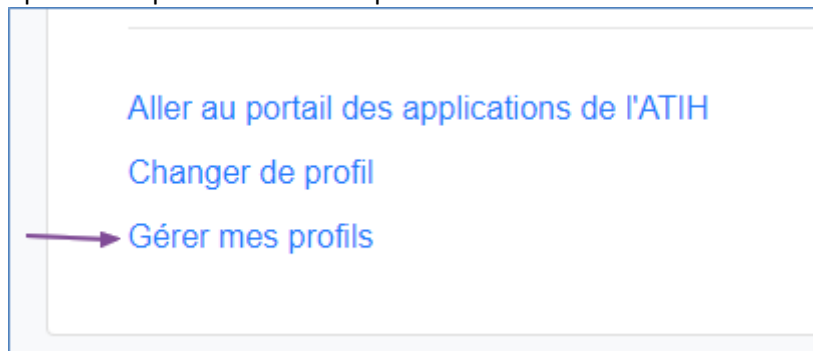 Aller au portail des applications de l'ATIH
Changer de profil
Gérer mes profils